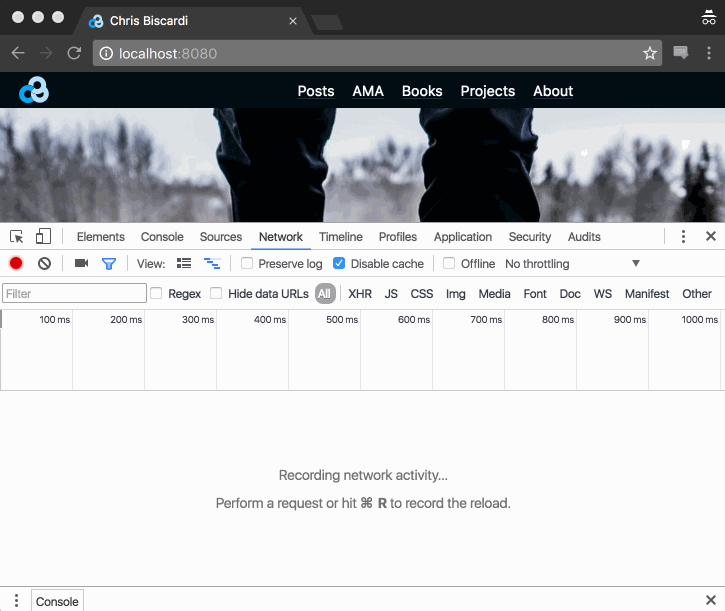 Chris Biscardi
localhost:8080
Posts AMA Books Projects About
Elements Console Sources Network Timeline Profiles Application Security Audits
View: Preserve log Disable cache Offline No throttling
Filter Regex Hide data URLs All XHR JS CSS Img Media Font Doc WS Manifest Other
100 ms 200 ms 300 ms 400 ms 500 ms 600 ms 700 ms 800 ms 900 ms 1000 ms
Recording network activity...
Perform a request or hit ⌘ R to record the reload.
Console